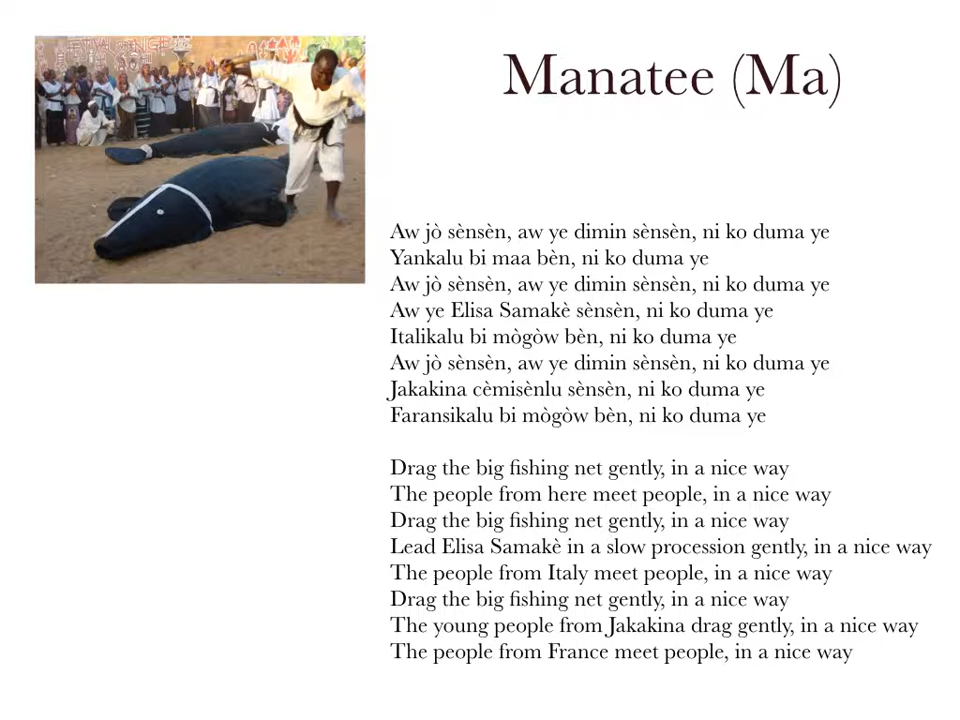 Manatee (Ma)
Aw jò sènsèn, aw ye dimin sènsèn, ni ko duma ye
Yankalu bi maa bèn, ni ko duma ye
Aw jò sènsèn, aw ye dimin sènsèn, ni ko duma ye
Aw ye Elisa Samakè sènsèn, ni ko duma ye
Italikalu bi mògòw bèn, ni ko duma ye
Aw jò sènsèn, aw ye dimin sènsèn, ni ko duma ye
Jakakina cèmisènlu sènsèn, ni ko duma ye
Faransikalu bi mògòw bèn, ni ko duma ye
Drag the big fishing net gently, in a nice way
The people from here meet people, in a nice way
Drag the big fishing net gently, in a nice way
Lead Elisa Samakè in a slow procession gently, in a nice way
The people from Italy meet people, in a nice way
Drag the big fishing net gently, in a nice way
The young people from Jakakina drag gently, in a nice way
The people from France meet people, in a nice way